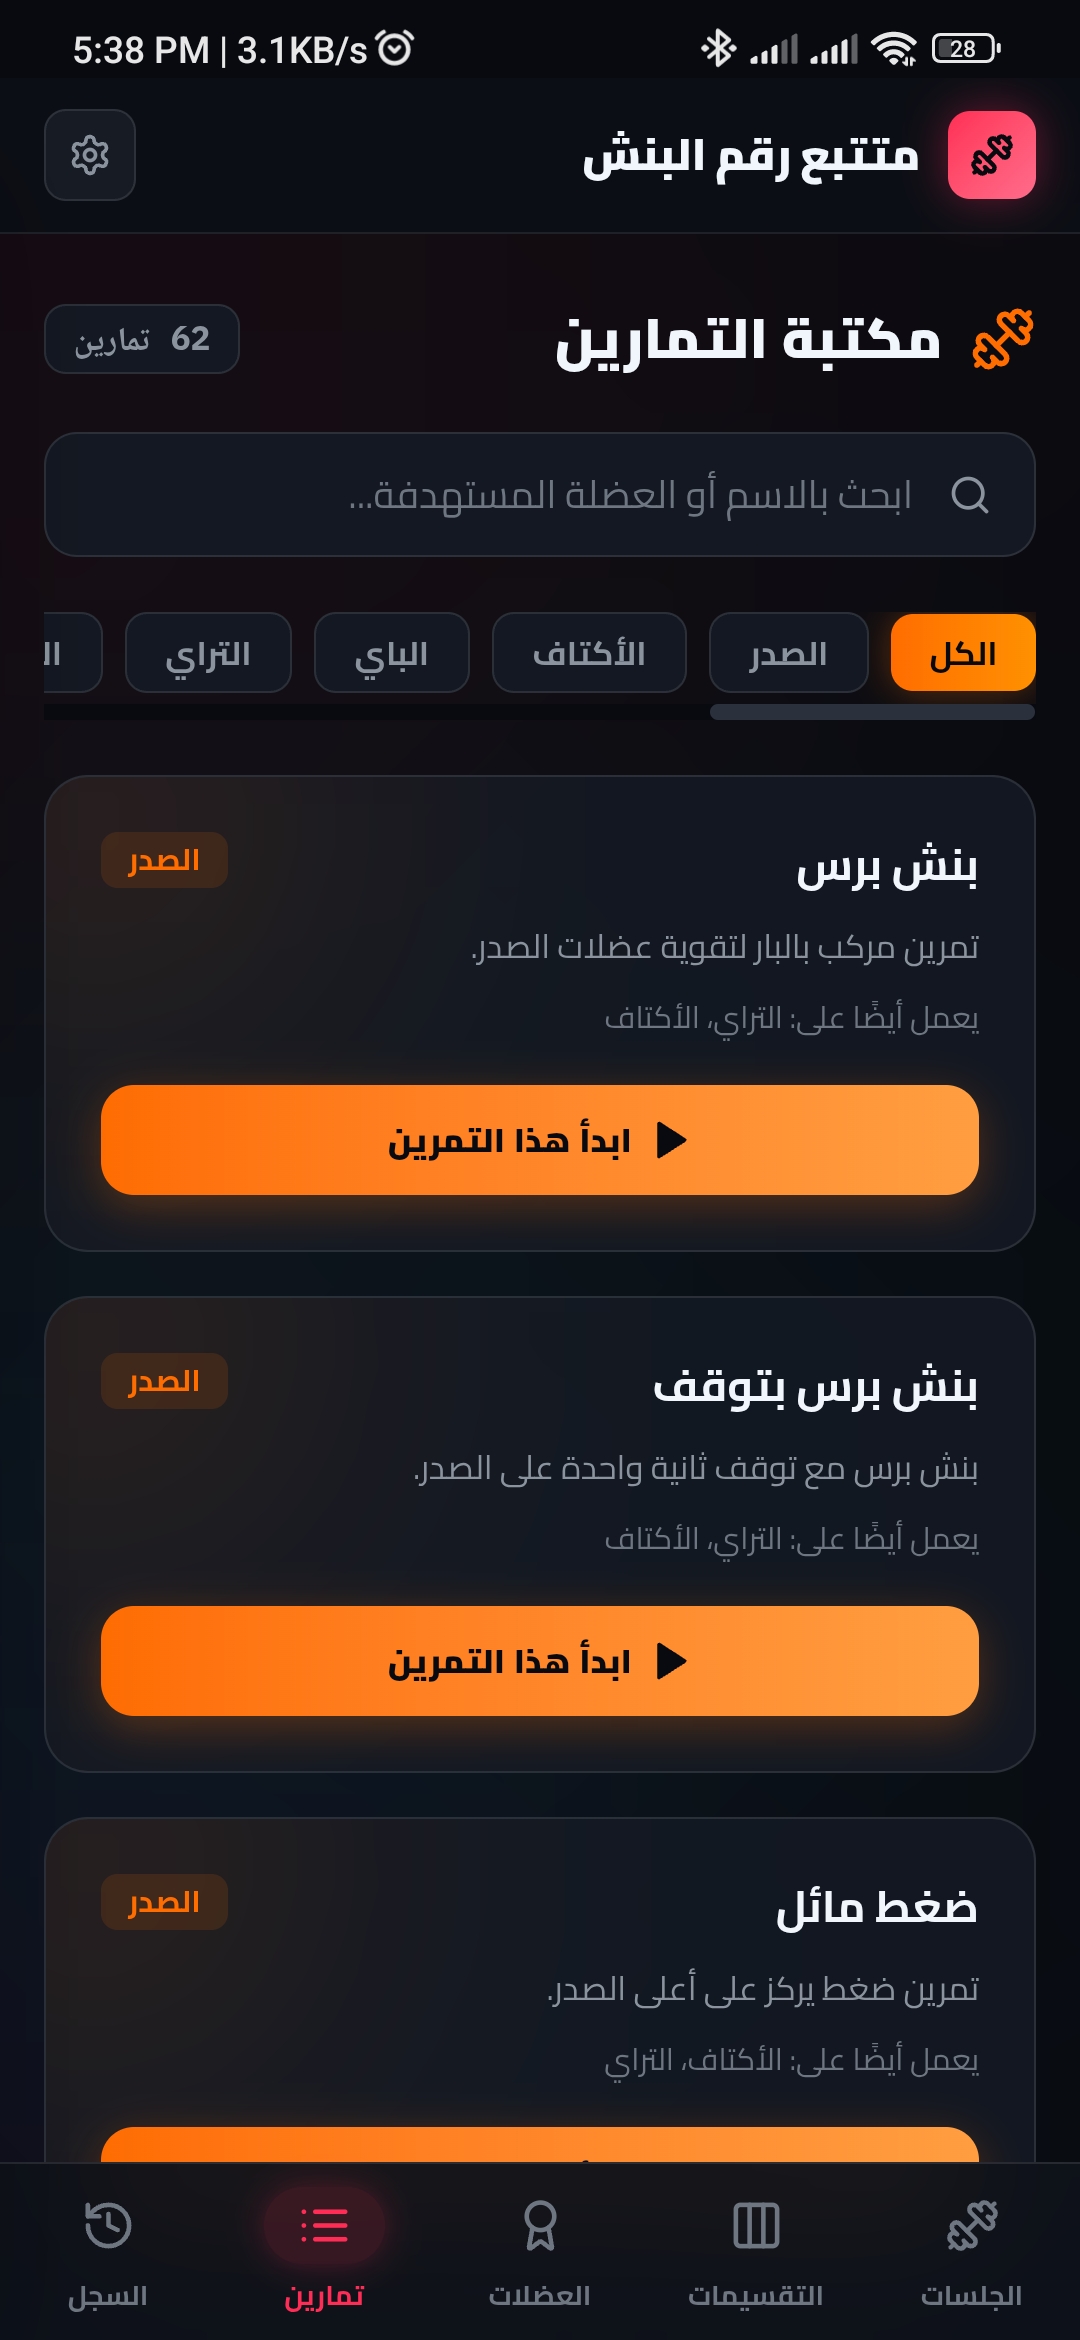 5:38 PM | 3.1KB/s
28
متتبع رقم البنش
مكتبة التمارين
62 تمارين
ابحث بالاسم أو العضلة المستهدفة...
الكل
الصدر
الأكتاف
الباي
التراي
بنش برس
الصدر
تمرين مركب بالبار لتقوية عضلات الصدر.
يعمل أيضًا على: التراي، الأكتاف
ابدأ هذا التمرين
بنش برس بتوقف
الصدر
بنش برس مع توقف ثانية واحدة على الصدر.
يعمل أيضًا على: التراي، الأكتاف
ابدأ هذا التمرين
ضغط مائل
الصدر
تمرين ضغط يركز على أعلى الصدر.
يعمل أيضًا على: الأكتاف، التراي
الجلسات
التقسيمات
العضلات
تمارين
السجل